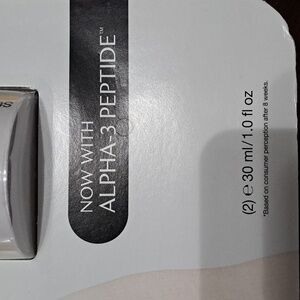 NOW WITH
ALPHA-3 PEPTIDE™
(2) ℮ 30 ml/1.0 fl oz
*Based on consumer perception after 8 weeks.